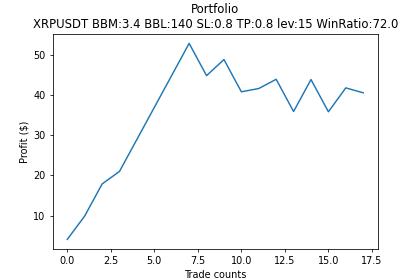 Portfolio
XRPUSDT BBM:3.4 BBL:140 SL:0.8 TP:0.8 lev:15 WinRatio:72.0
50
40
30
20
10
Profit ($)
0.0 2.5 5.0 7.5 10.0 12.5 15.0 17.5
Trade counts